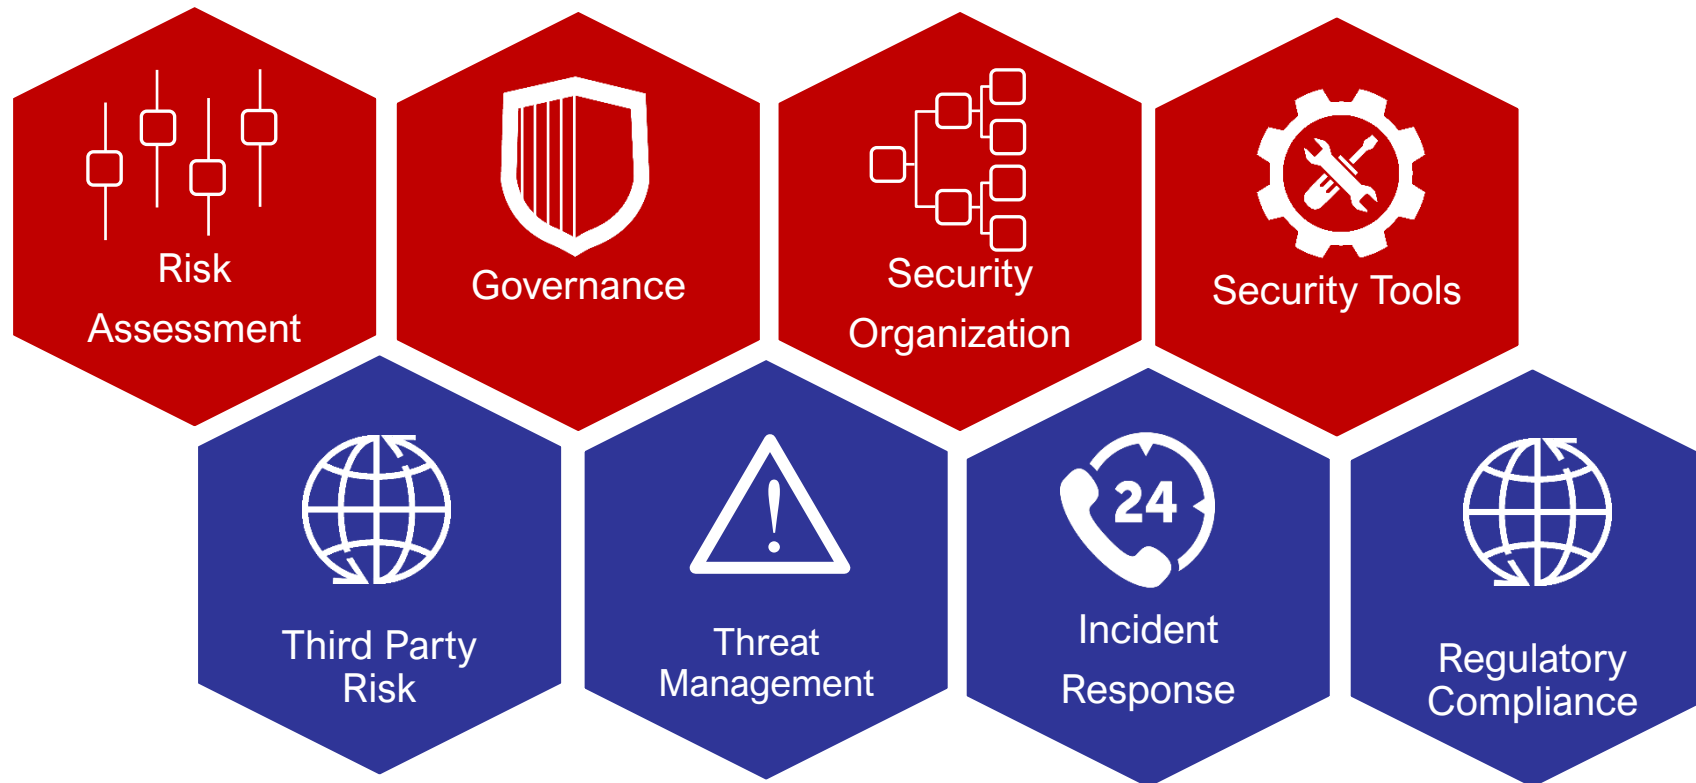 Risk
Assessment
Governance
Security
Organization
Security Tools
Third Party
Risk
Threat
Management
24
Incident
Response
Regulatory
Compliance